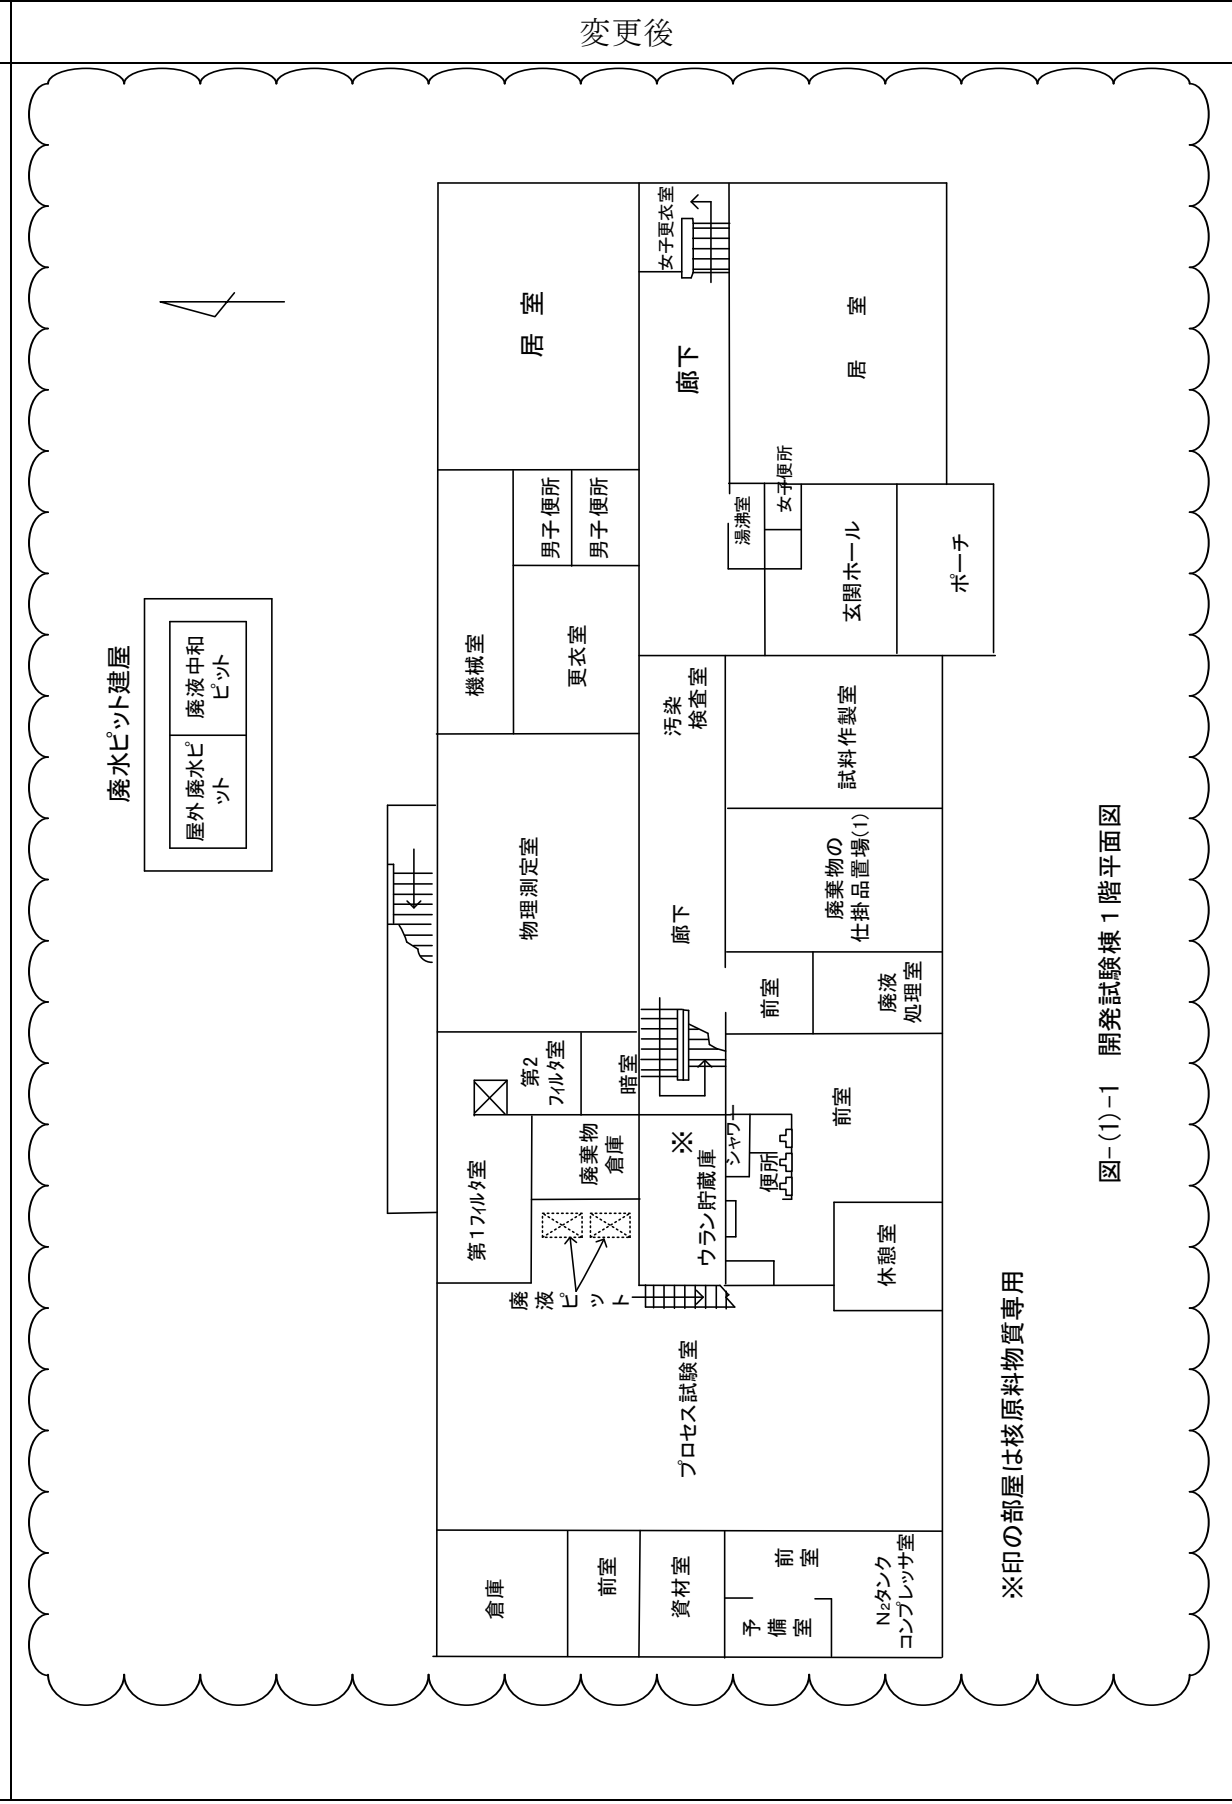 変更後
廃水ピット建屋
屋外廃水ピ
ット
廃液中和
ピット
倉庫
第1フィルタ室
第2
フィルタ室
物理測定室
機械室
男子便所
男子便所
更衣室
居室
前室
廃棄物
倉庫
暗室
廃液ピット
資材室
プロセス試験室
ウラン貯蔵庫
※
廊下
汚染
検査室
廊下
女子更衣室
シャワー
便所
湯沸室
女子便所
予備室
前室
N2タンク
コンプレッサ室
休憩室
前室
前室
廃液
処理室
廃棄物の
仕掛品置場(1)
試料作製室
玄関ホール
ポーチ
居室
※印の部屋は核原料物質専用
図-(1)-1 開発試験棟1階平面図